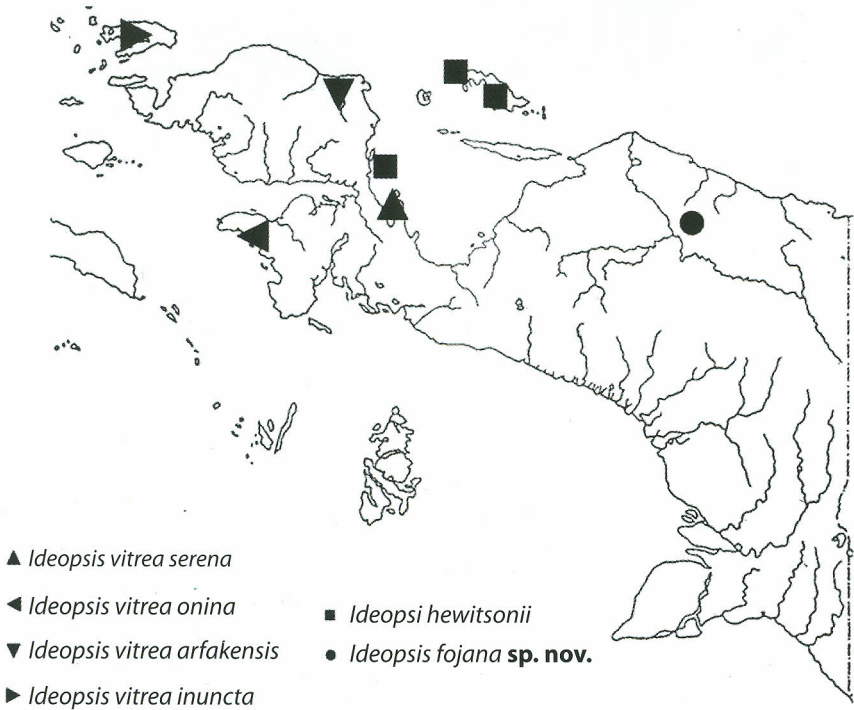 Ideopsis vitrea serena
Ideopsis vitrea onina
Ideopsis vitrea arfakensis
Ideopsis vitrea inuncta
Ideopsi hewitsonii
Ideopsis fojana sp. nov.